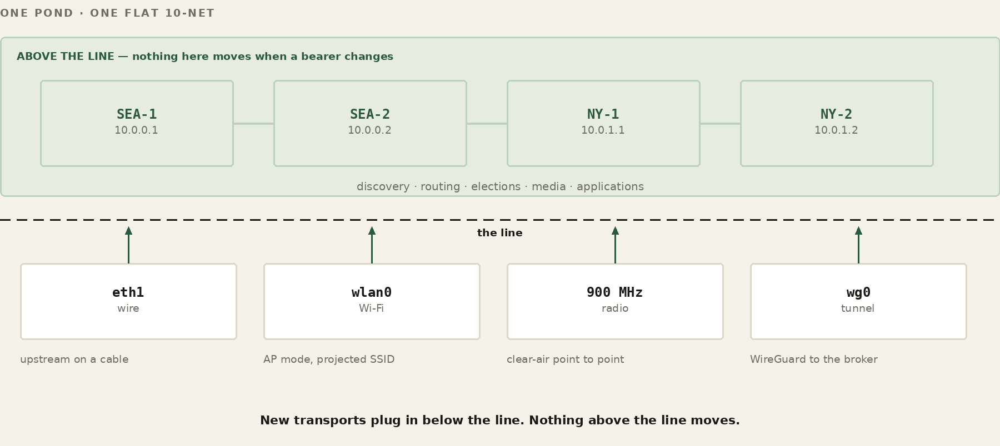 ONE POND · ONE FLAT 10-NET
ABOVE THE LINE — nothing here moves when a bearer changes
SEA-1
10.0.0.1
SEA-2
10.0.0.2
NY-1
10.0.1.1
NY-2
10.0.1.2
discovery · routing · elections · media · applications
the line
eth1
wire
upstream on a cable
wlan0
Wi-Fi
AP mode, projected SSID
900 MHz
radio
clear-air point to point
wg0
tunnel
WireGuard to the broker
New transports plug in below the line. Nothing above the line moves.